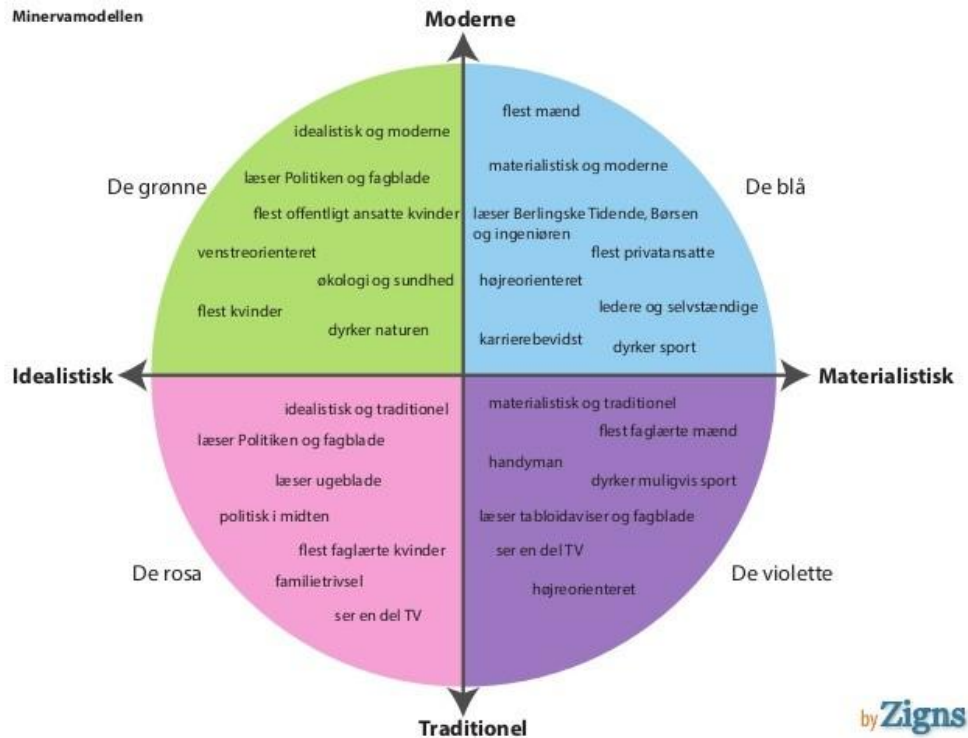 Minervamodellen
Moderne
De grønne
idealistisk og moderne
læser Politiken og fagblade
flest offentligt ansatte kvinder
venstreorienteret
økologi og sundhed
flest kvinder
dyrker naturen
De blå
flest mænd
materialistisk og moderne
læser Berlingske Tidende, Børsen
og ingeniøren
flest privatansatte
højreorienteret
ledere og selvstændige
karrierebevidst
dyrker sport
Idealistisk
Materialistisk
De rosa
idealistisk og traditionel
læser Politiken og fagblade
læser ugeblade
politisk i midten
flest faglærte kvinder
familietrivsel
ser en del TV
De violette
materialistisk og traditionel
flest faglærte mænd
handyman
dyrker muligvis sport
læser tabloidaviser og fagblade
ser en del TV
højreorienteret
Traditionel
by Zigns